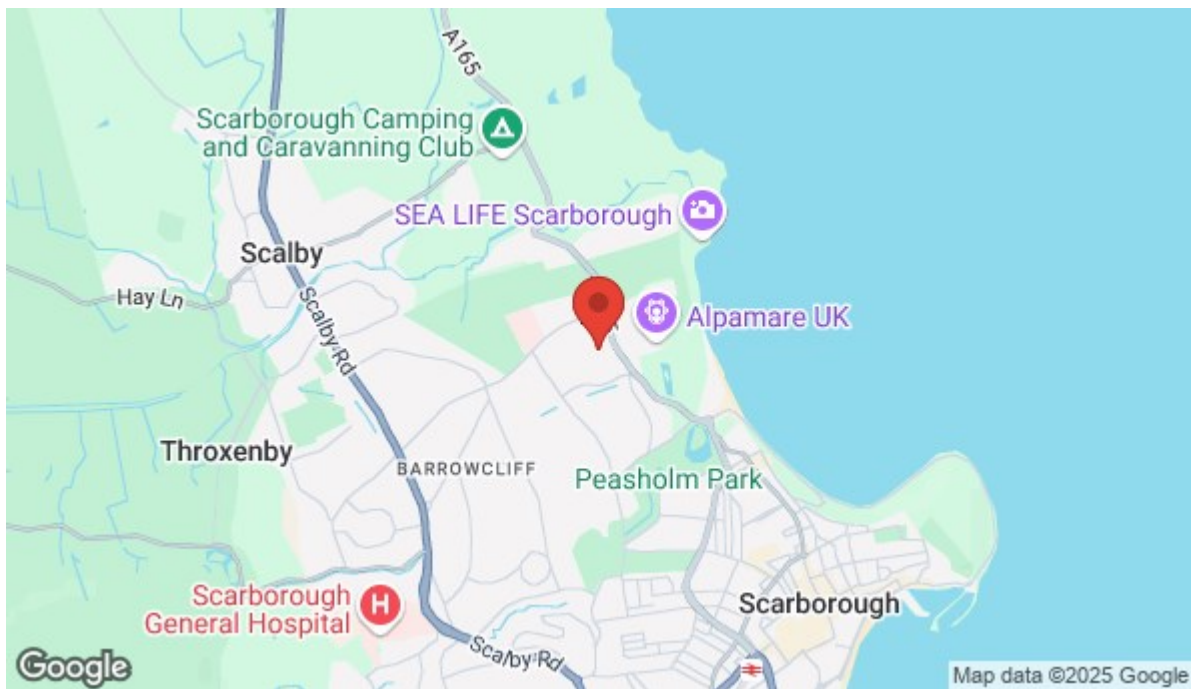 A165
Scarborough Camping
and Caravanning Club
SEA LIFE Scarborough
Scalby
Hay Ln
Scalby Rd
Alpamare UK
Throxenby
BARROWCLIFF
Peasholm Park
Scarborough
General Hospital
H
Scarborough
Scalby Rd
Google
Map data ©2025 Google